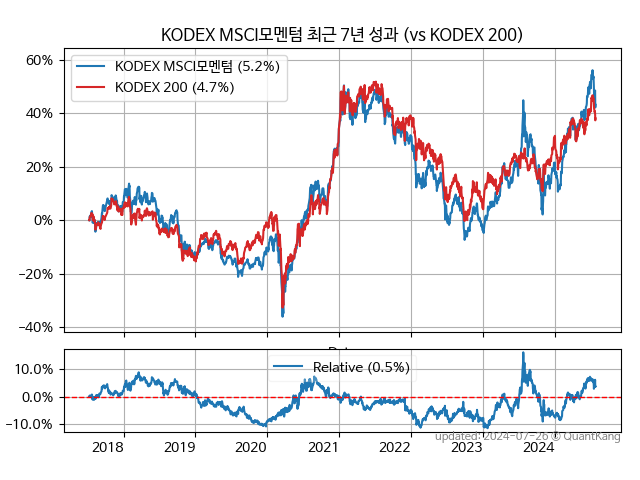 KODEX MSCI모멘텀 최근 7년 성과 (vs KODEX 200)
60%
KODEX MSCI모멘텀 (5.2%)
KODEX 200 (4.7%)
40%
20%
0%
−20%
−40%
10.0%
Relative (0.5%)
0.0%
−10.0%
updated: 2024-07-26 © QuantKang
2018 2019 2020 2021 2022 2023 2024